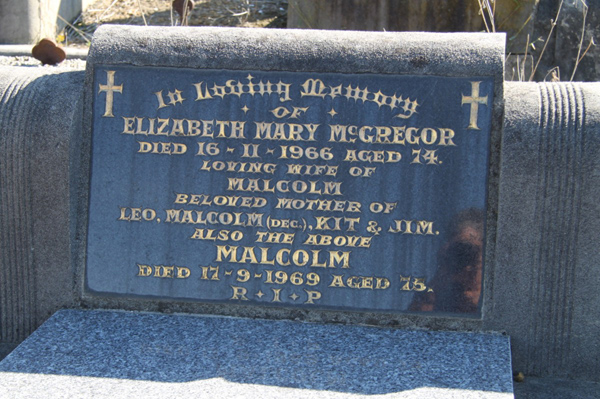 In Loving Memory
OF
ELIZABETH MARY McGREGOR
DIED 16-11-1966 AGED 74.
LOVING WIFE OF
MALCOLM
BELOVED MOTHER OF
LEO, MALCOLM (DEC.), KIT & JIM.
ALSO THE ABOVE
MALCOLM
DIED 17-9-1969 AGED 75.
R · I · P